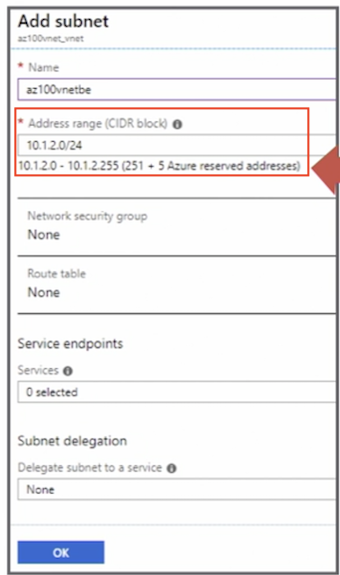 Add subnet
az100vnet_vnet
* Name
az100vnetbe
* Address range (CIDR block)
10.1.2.0/24
10.1.2.0 - 10.1.2.255 (251 + 5 Azure reserved addresses)
Network security group
None
Route table
None
Service endpoints
Services
0 selected
Subnet delegation
Delegate subnet to a service
None
OK